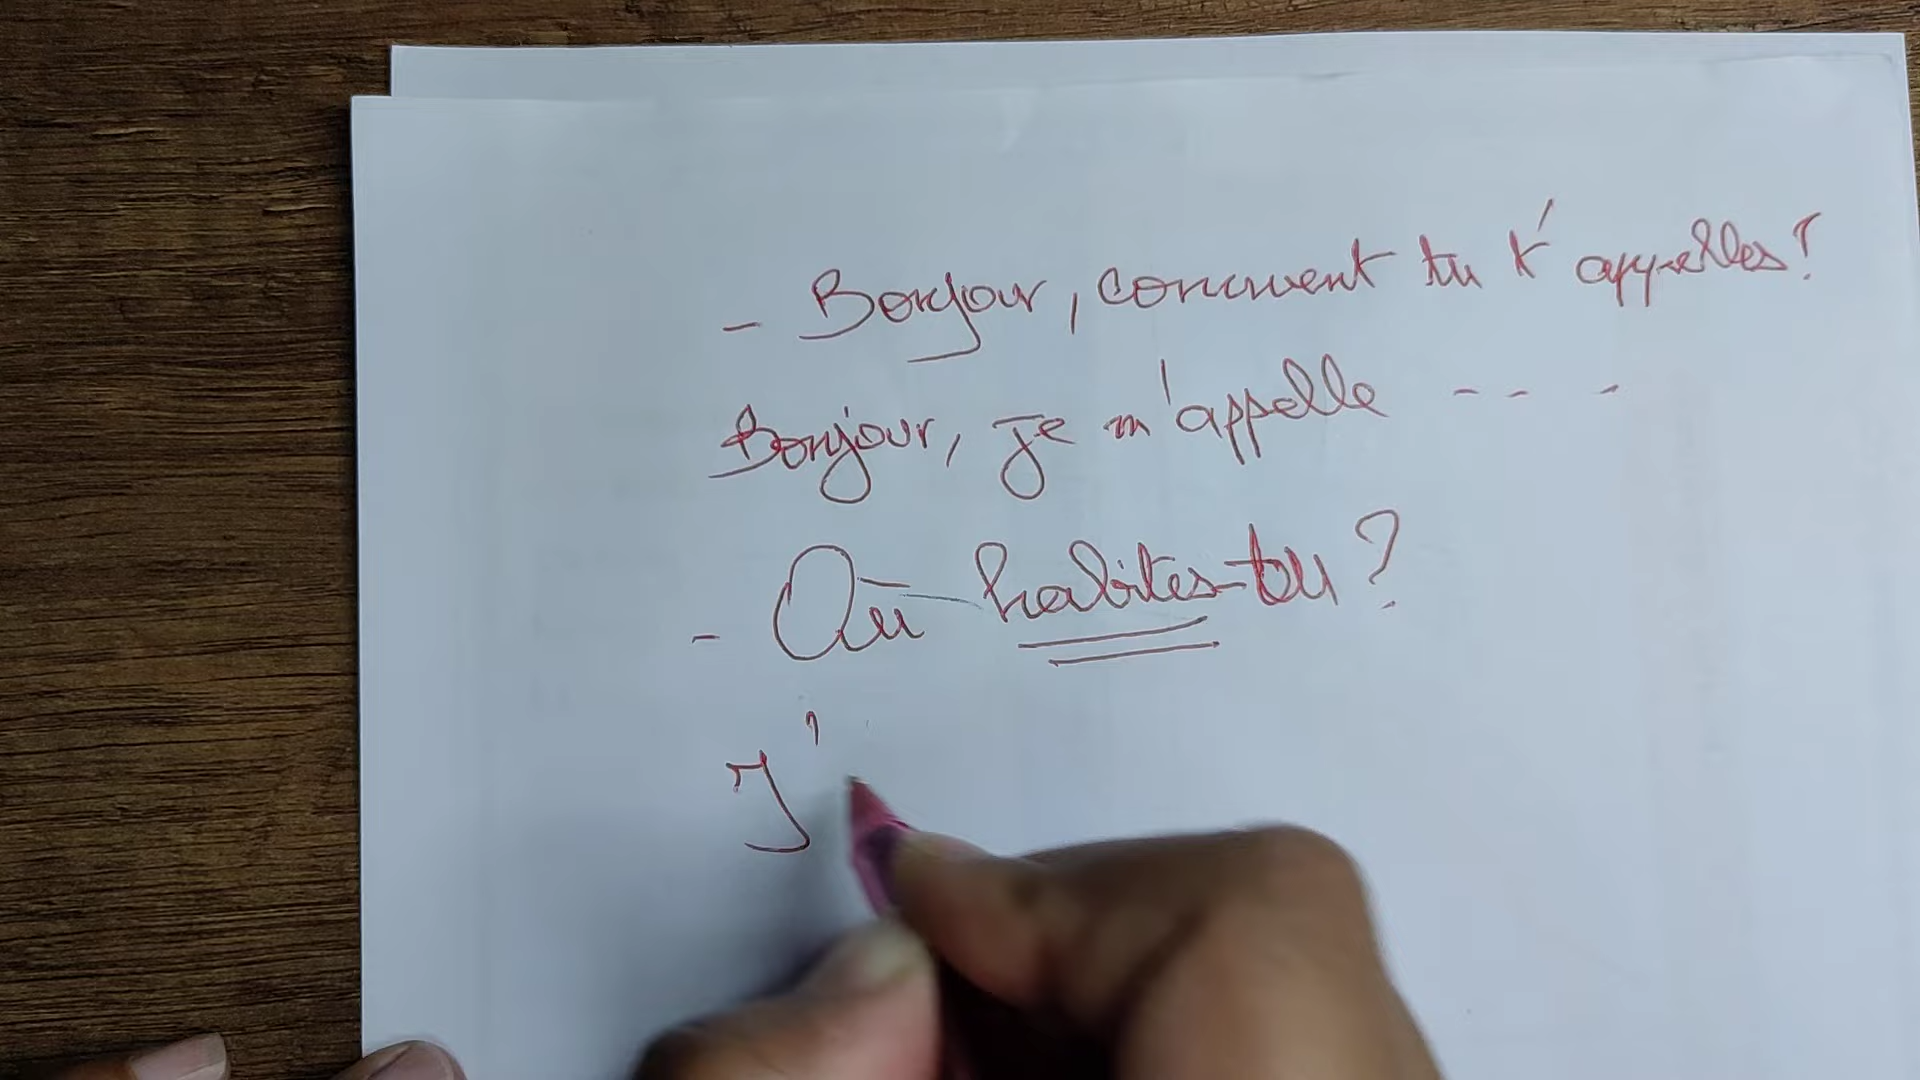 - Bonjour, comment tu t'appelles?
Bonjour, je m'appelle -- -
- Où habites-tu?
J'